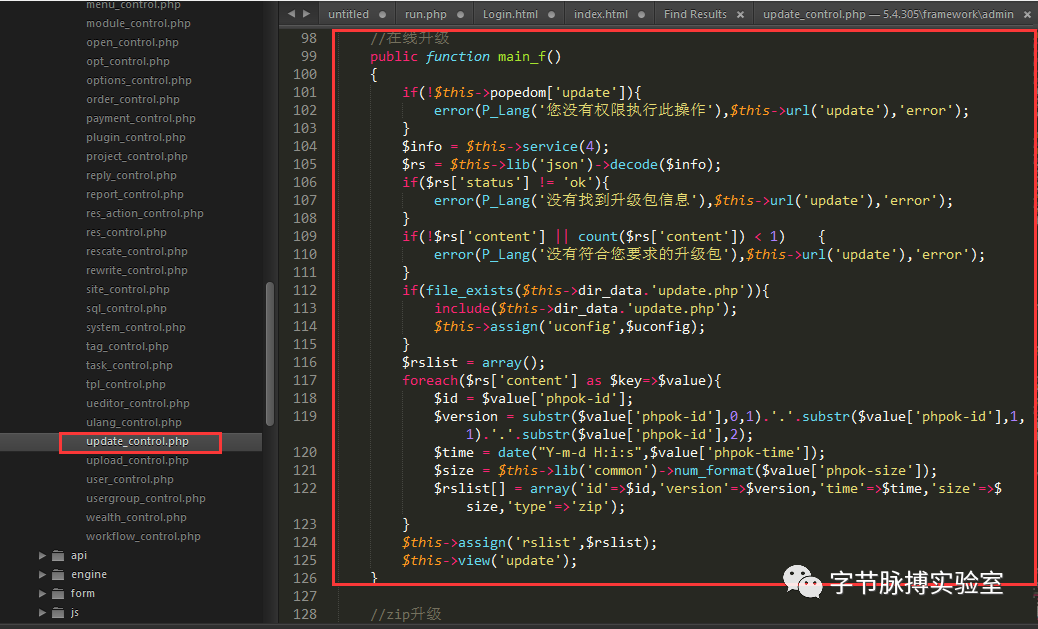 menu_control.php
module_control.php
open_control.php
opt_control.php
options_control.php
order_control.php
payment_control.php
plugin_control.php
project_control.php
reply_control.php
report_control.php
res_action_control.php
res_control.php
rescate_control.php
rewrite_control.php
site_control.php
sql_control.php
system_control.php
tag_control.php
task_control.php
tpl_control.php
ueditor_control.php
ulang_control.php
update_control.php
upload_control.php
user_control.php
usergroup_control.php
wealth_control.php
workflow_control.php
api
engine
form
js
untitled run.php Login.html index.html Find Results × update_control.php — 5.4.305\framework\admin ×
98 //在线升级
99 public function main_f()
100 {
101 if(!$this->popedom['update']){
102 error(P_Lang('您没有权限执行此操作'),$this->url('update'),'error');
103 }
104 $info = $this->service(4);
105 $rs = $this->lib('json')->decode($info);
106 if($rs['status'] != 'ok'){
107 error(P_Lang('没有找到升级包信息'),$this->url('update'),'error');
108 }
109 if(!$rs['content'] || count($rs['content']) < 1) {
110 error(P_Lang('没有符合您要求的升级包'),$this->url('update'),'error');
111 }
112 if(file_exists($this->dir_data.'update.php')){
113 include($this->dir_data.'update.php');
114 $this->assign('uconfig',$uconfig);
115 }
116 $rslist = array();
117 foreach($rs['content'] as $key=>$value){
118 $id = $value['phpok-id'];
119 $version = substr($value['phpok-id'],0,1).'.'.substr($value['phpok-id'],1,
1).'.'.substr($value['phpok-id'],2);
120 $time = date("Y-m-d H:i:s",$value['phpok-time']);
121 $size = $this->lib('common')->num_format($value['phpok-size']);
122 $rslist[] = array('id'=>$id,'version'=>$version,'time'=>$time,'size'=>$
size,'type'=>'zip');
123 }
124 $this->assign('rslist',$rslist);
125 $this->view('update');
126 }
127
128 //zip升级
字节脉搏实验室